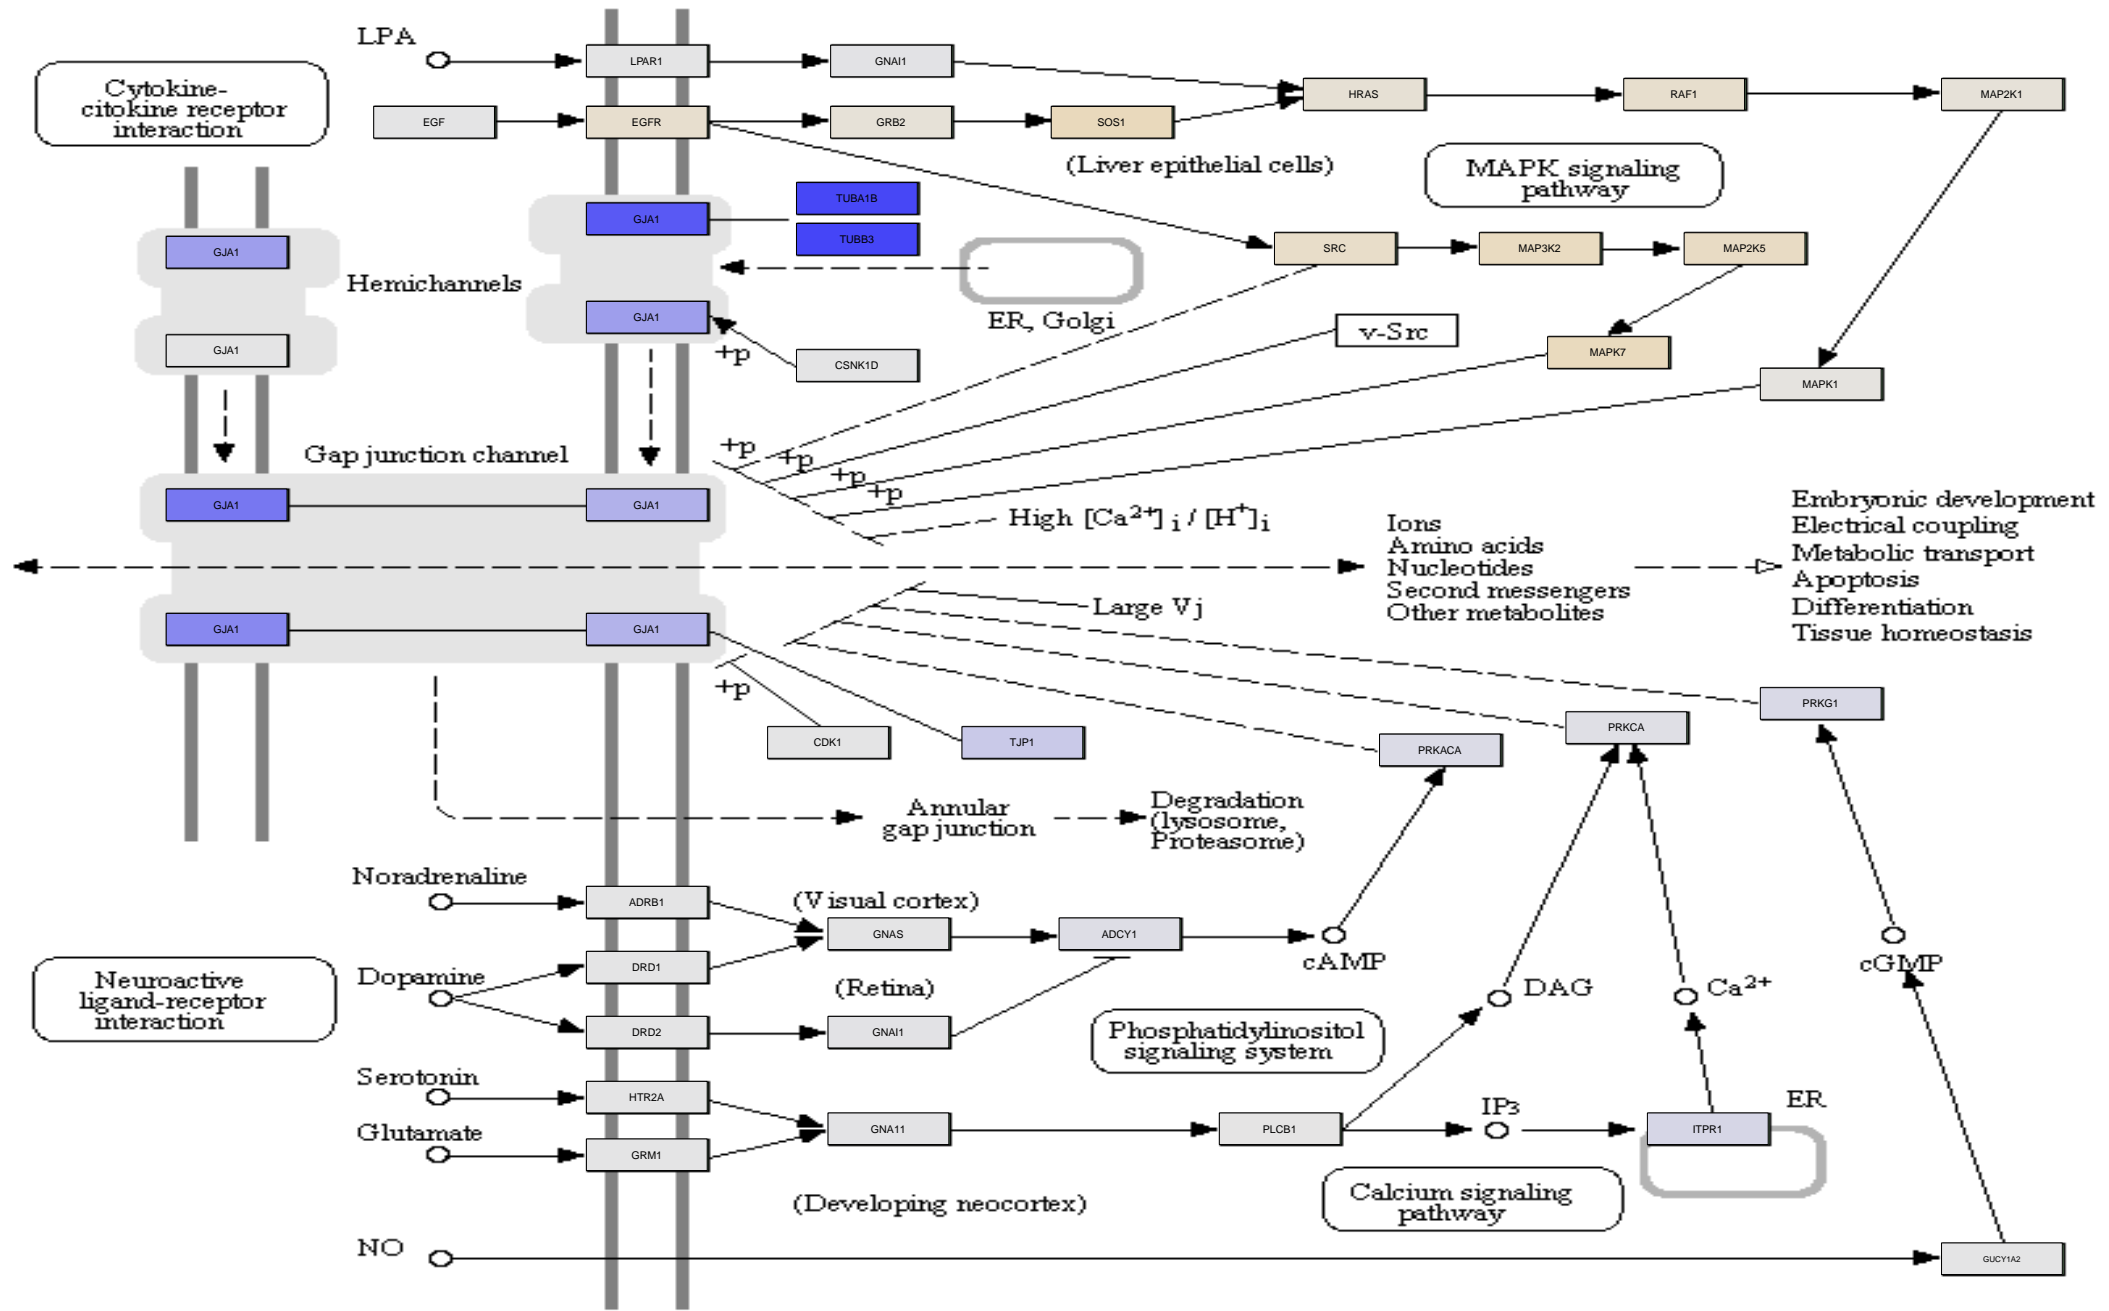 LPA
LPAR1
GNAI1
Cytokine-
citokine receptor
interaction
HRAS
RAF1
MAP2K1
EGF
EGFR
GRB2
SOS1
(Liver epithelial cells)
MAPK signaling
pathway
TUBA1B
GJA1
TUBB3
GJA1
SRC
MAP3K2
MAP2K5
Hemichannels
GJA1
ER, Golgi
v-Src
GJA1
+p
CSNK1D
MAPK7
MAPK1
Gap junction channel
+p
+p
+p
+p
GJA1
GJA1
High [Ca2+] i / [H+]i
Ions
Amino acids
Nucleotides
Second messengers
Other metabolites
Embryonic development
Electrical coupling
Metabolic transport
Apoptosis
Differentiation
Tissue homeostasis
Large Vj
GJA1
GJA1
+p
CDK1
TJP1
PRKACA
PRKCA
PRKG1
Annular
gap junction
Degradation
(lysosome,
Proteasome)
Noradrenaline
ADRB1
(Visual cortex)
GNAS
ADCY1
cAMP
cGMP
Neuroactive
ligand-receptor
interaction
Dopamine
DRD1
(Retina)
DRD2
GNAI1
DAG
Ca2+
Phosphatidylinositol
signaling system
Serotonin
HTR2A
Glutamate
GRM1
GNA11
PLCB1
IP3
ITPR1
ER
(Developing neocortex)
Calcium signaling
pathway
NO
GUCY1A2